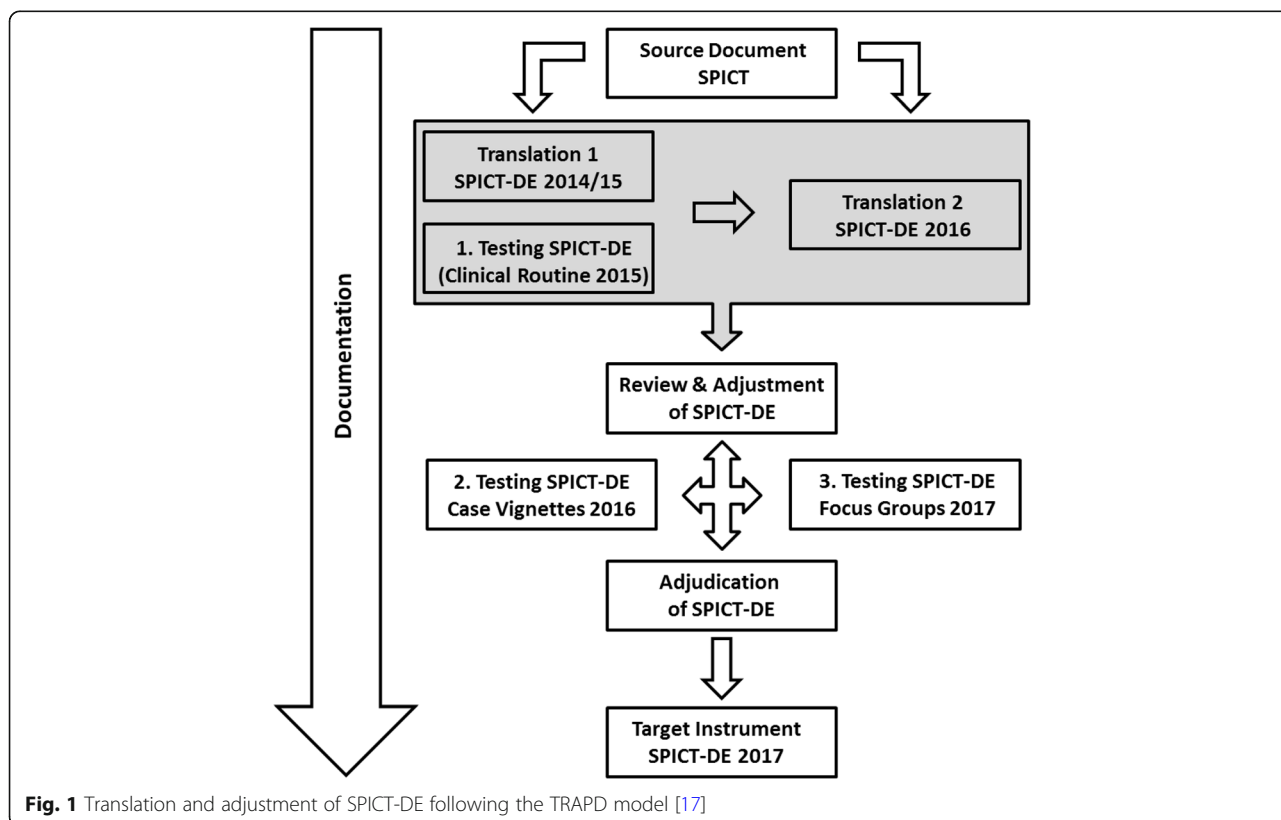 Source Document
SPICT
Translation 1
SPICT-DE 2014/15
Translation 2
SPICT-DE 2016
1. Testing SPICT-DE
(Clinical Routine 2015)
Documentation
Review & Adjustment
of SPICT-DE
2. Testing SPICT-DE
Case Vignettes 2016
3. Testing SPICT-DE
Focus Groups 2017
Adjudication
of SPICT-DE
Target Instrument
SPICT-DE 2017
Fig. 1 Translation and adjustment of SPICT-DE following the TRAPD model [17]